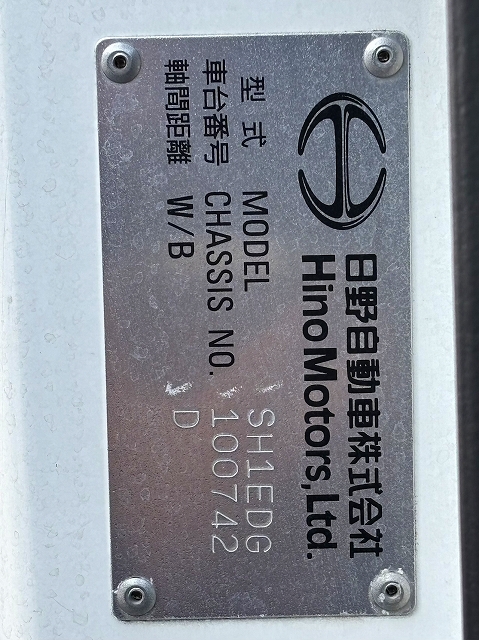 日野自動車株式会社
Hino Motors, Ltd.
型式 MODEL SH1EDG
車台番号 CHASSIS NO. 100742
軸間距離 W/B D